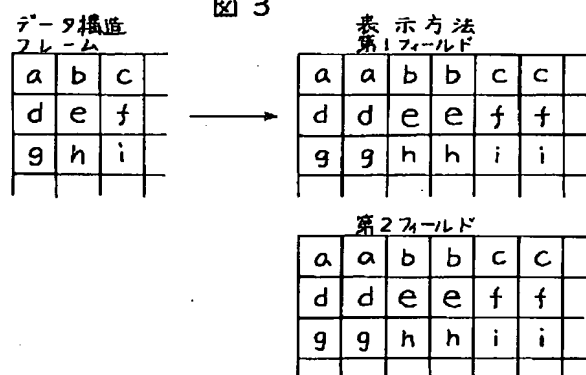 図 3
データ構造
フレーム
a b c
d e f
g h i
表示方法
第1フィールド
a a b b c c
d d e e f f
g g h h i i
第2フィールド
a a b b c c
d d e e f f
g g h h i i